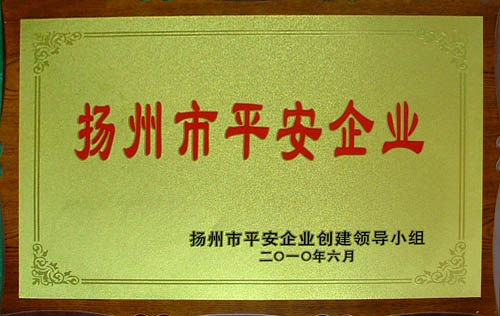 扬州市平安企业
扬州市平安企业创建领导小组
二〇一〇年六月